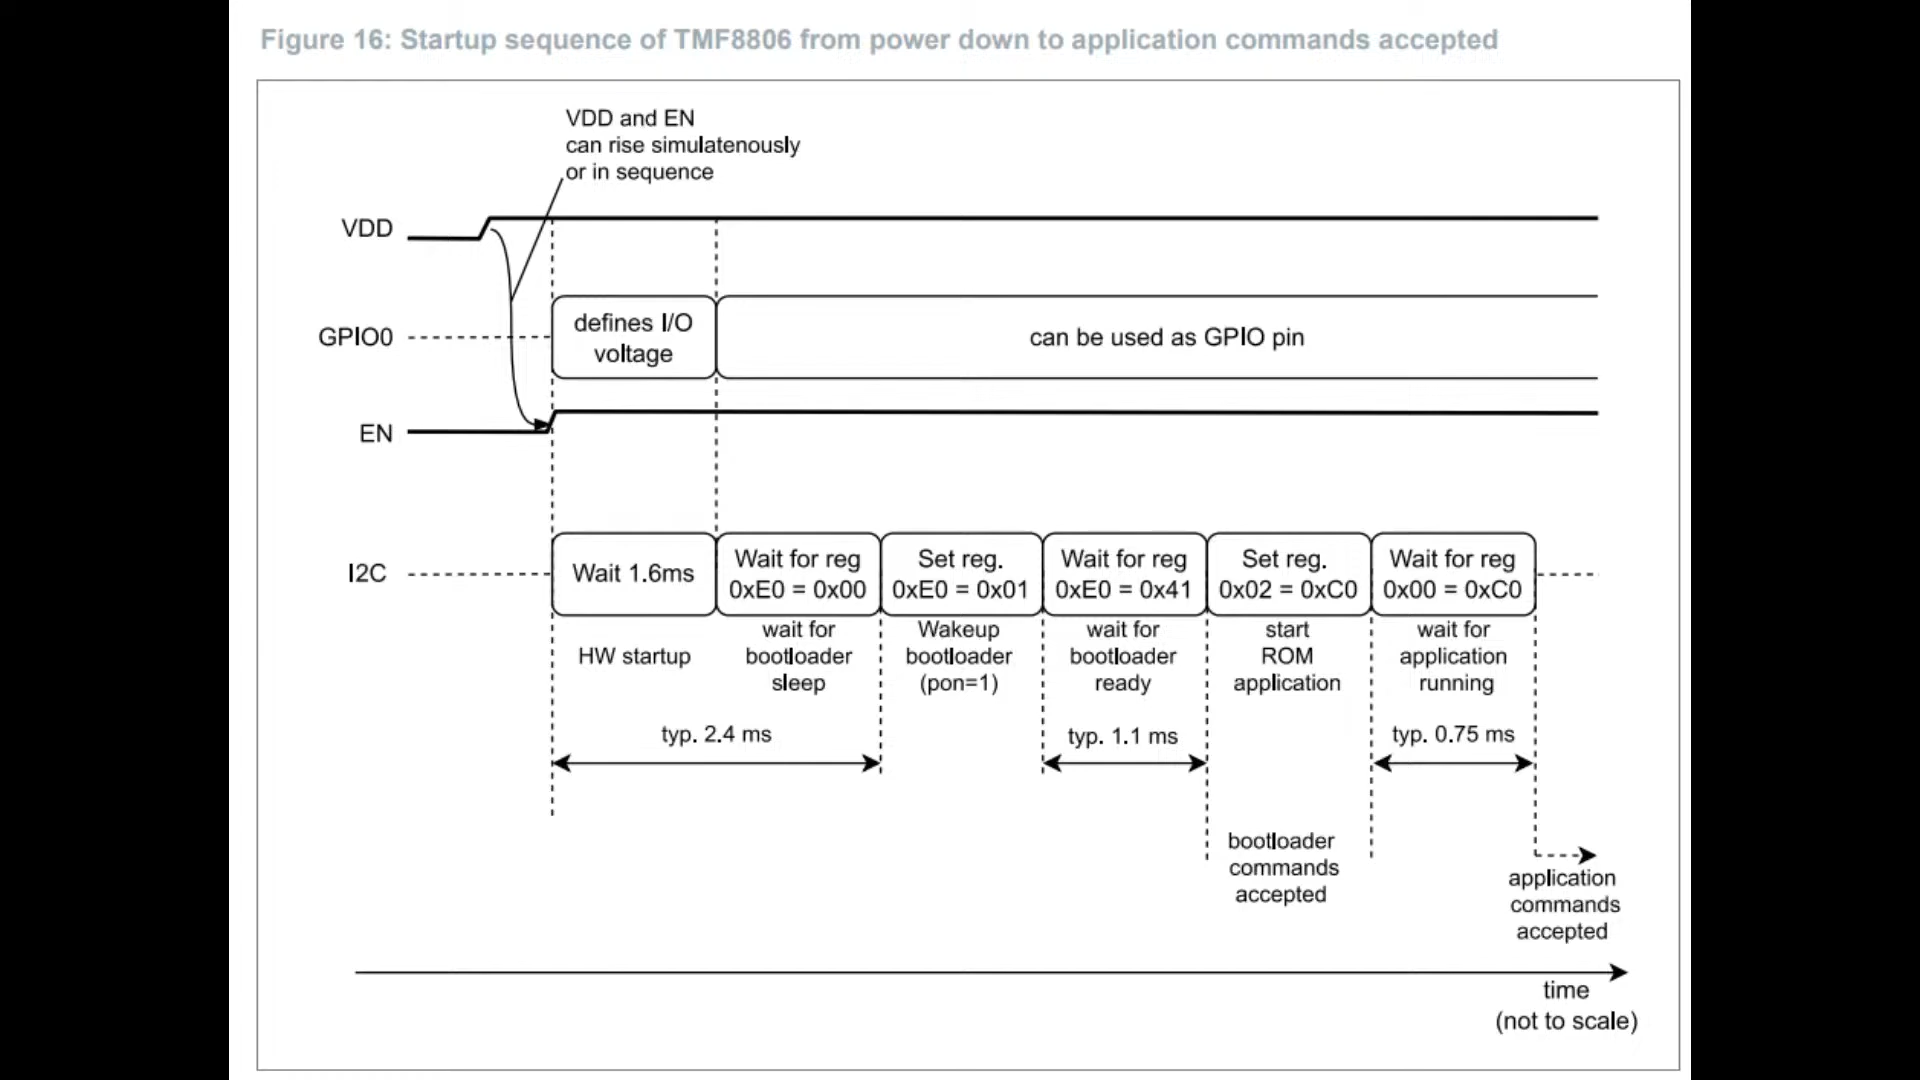 Figure 16: Startup sequence of TMF8806 from power down to application commands accepted
VDD and EN
can rise simulatenously
or in sequence
VDD
GPIO0
defines I/O
voltage
can be used as GPIO pin
EN
I2C
Wait 1.6ms
Wait for reg
0xE0 = 0x00
Set reg.
0xE0 = 0x01
Wait for reg
0xE0 = 0x41
Set reg.
0x02 = 0xC0
Wait for reg
0x00 = 0xC0
HW startup
wait for
bootloader
sleep
Wakeup
bootloader
(pon=1)
wait for
bootloader
ready
start
ROM
application
wait for
application
running
typ. 2.4 ms
typ. 1.1 ms
typ. 0.75 ms
bootloader
commands
accepted
application
commands
accepted
time
(not to scale)